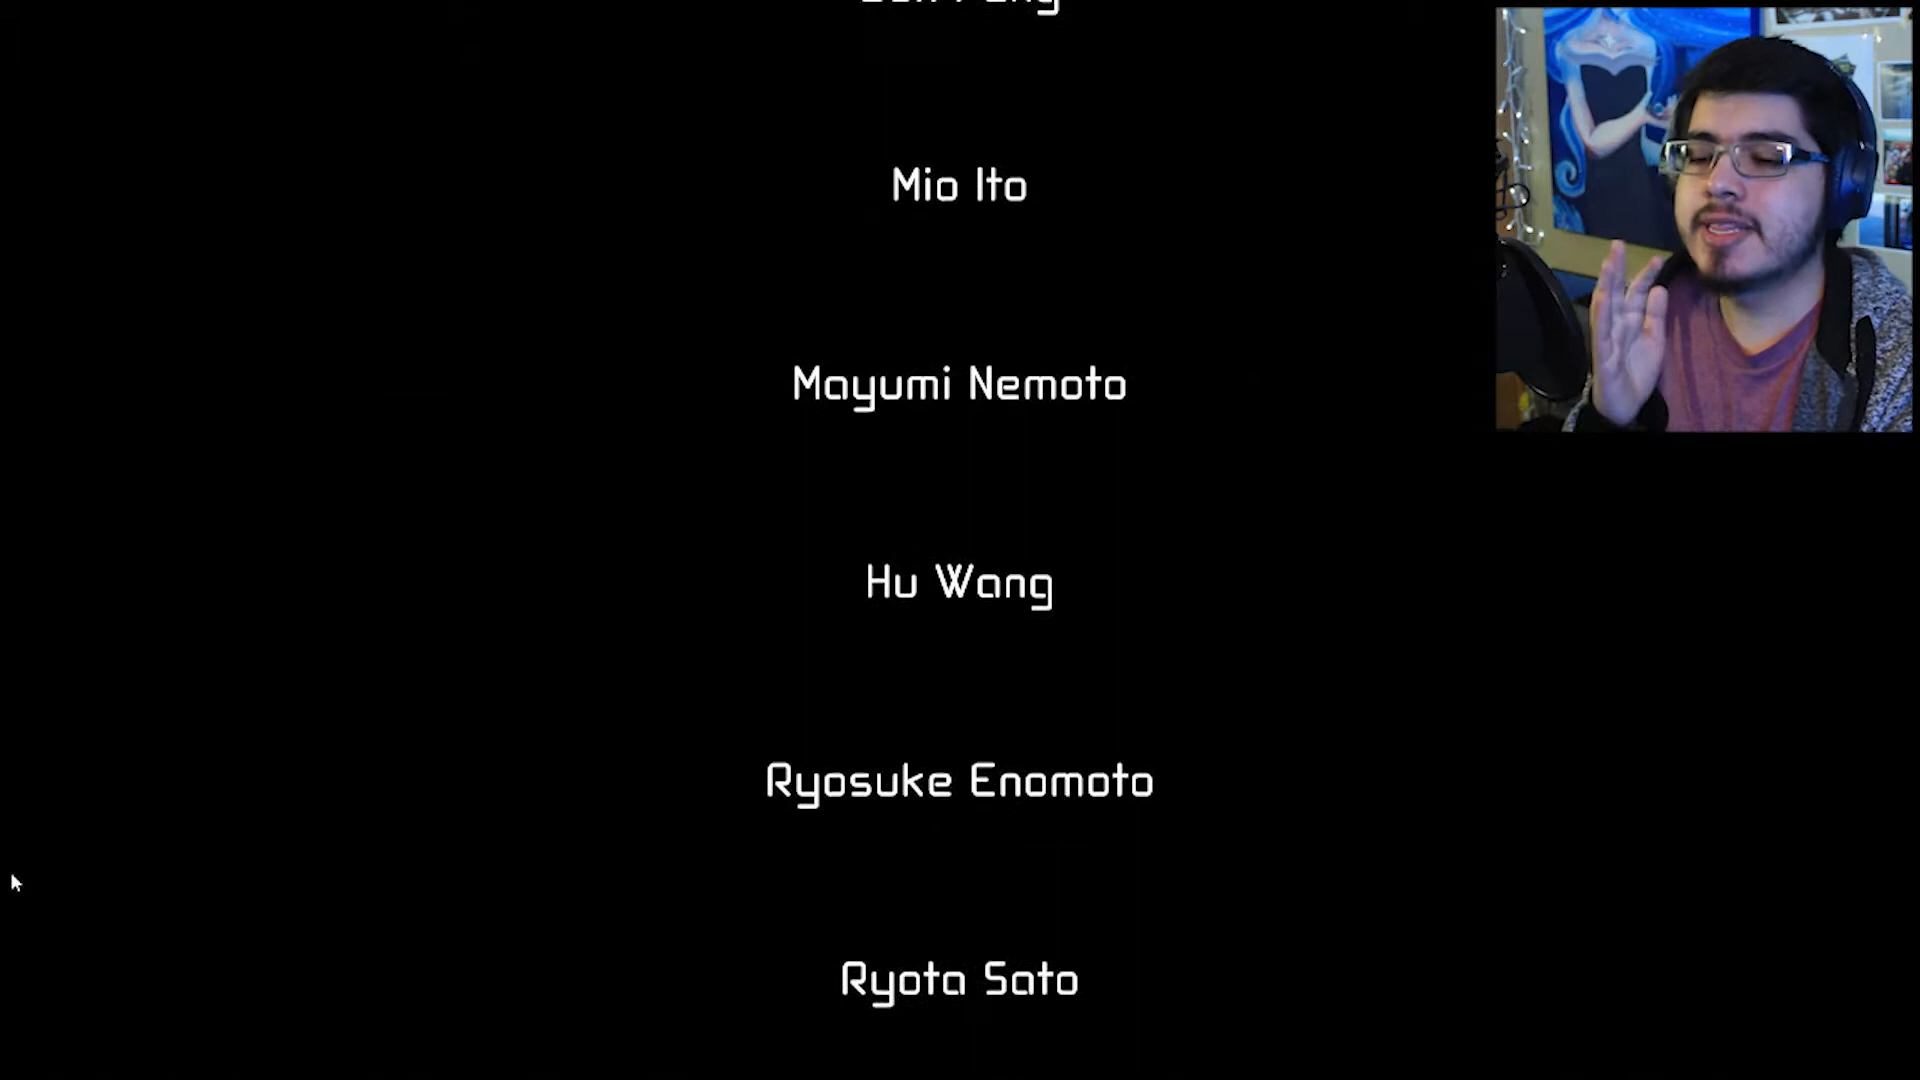 Mio Ito
Mayumi Nemoto
Hu Wang
Ryosuke Enomoto
Ryota Sato